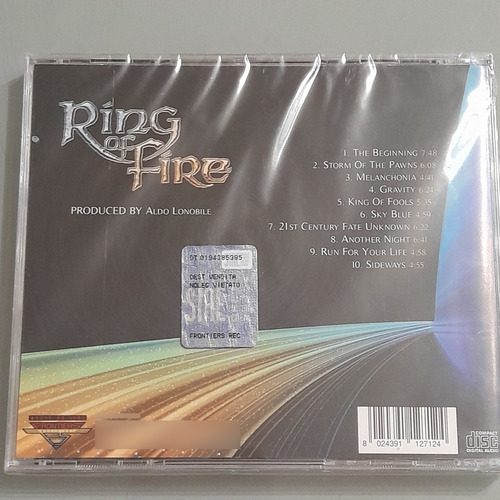 Ring
of
Fire
PRODUCED BY ALDO LONOBILE
1. THE BEGINNING 7:48
2. STORM OF THE PAWNS 6:08
3. MELANCHONIA 4:41
4. GRAVITY 6:24
5. KING OF FOOLS 5:35
6. SKY BLUE 4:59
7. 21ST CENTURY FATE UNKNOWN 6:22
8. ANOTHER NIGHT 6:41
9. RUN FOR YOUR LIFE 4:58
10. SIDEWAYS 4:55
DT 0194385395
DEST VENDITA
NOLEG VIETATO
SIAE
FRONTIERS REC
FRONTIERS
8 024391 127124
COMPACT
disc
DIGITAL AUDIO